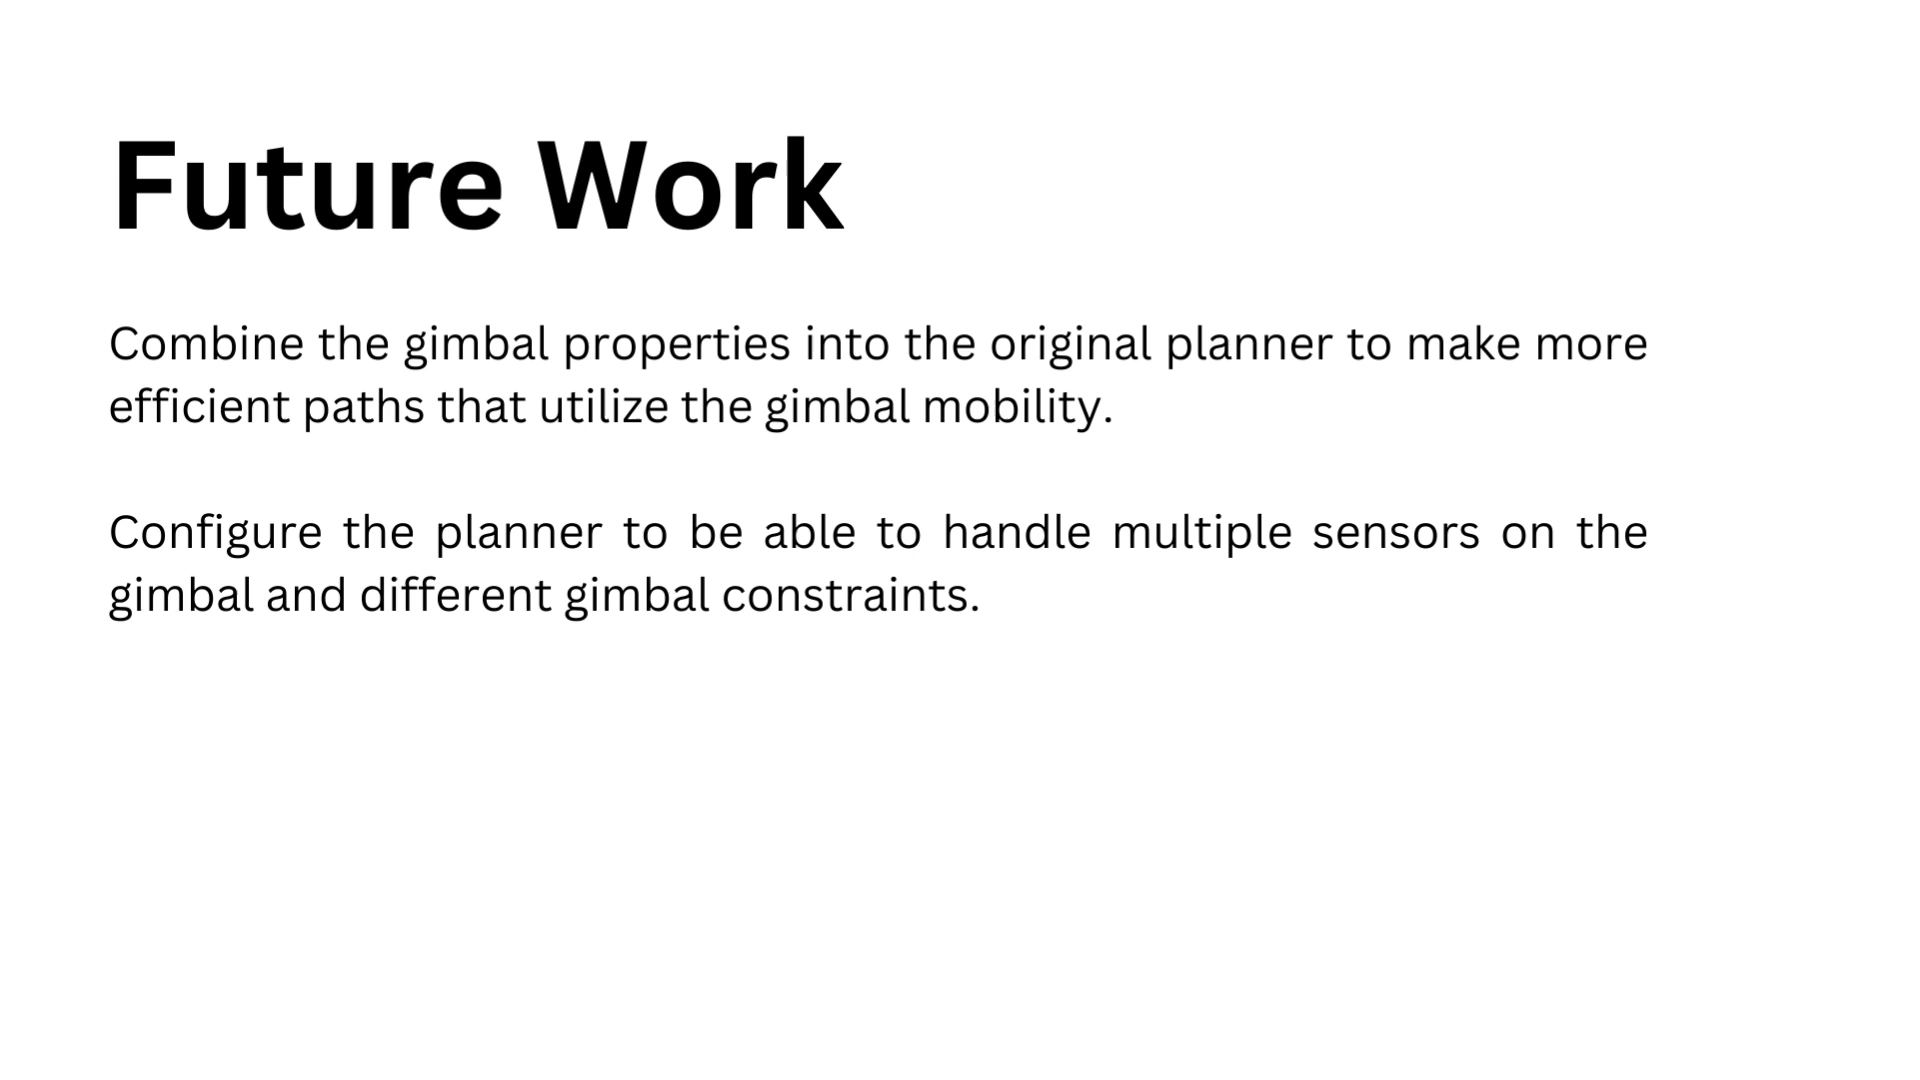 Future Work
Combine the gimbal properties into the original planner to make more
efficient paths that utilize the gimbal mobility.
Configure the planner to be able to handle multiple sensors on the
gimbal and different gimbal constraints.